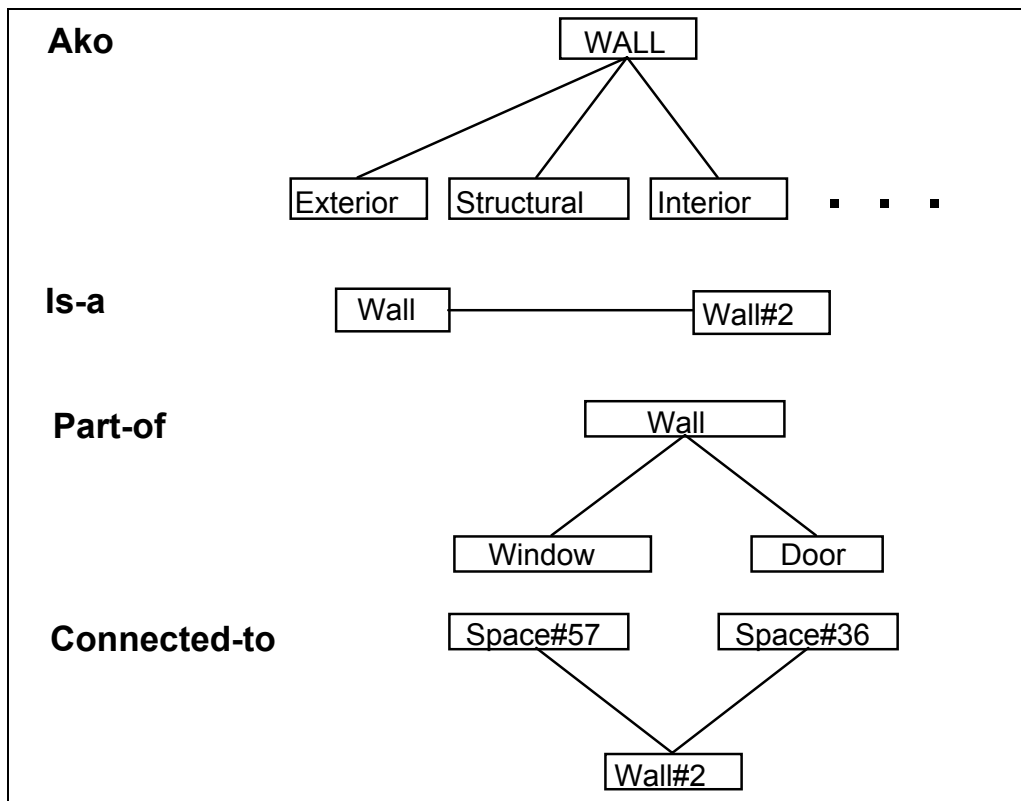 Ako
WALL
Exterior Structural Interior . . .
Is-a
Wall Wall#2
Part-of
Wall
Window Door
Connected-to
Space#57 Space#36
Wall#2